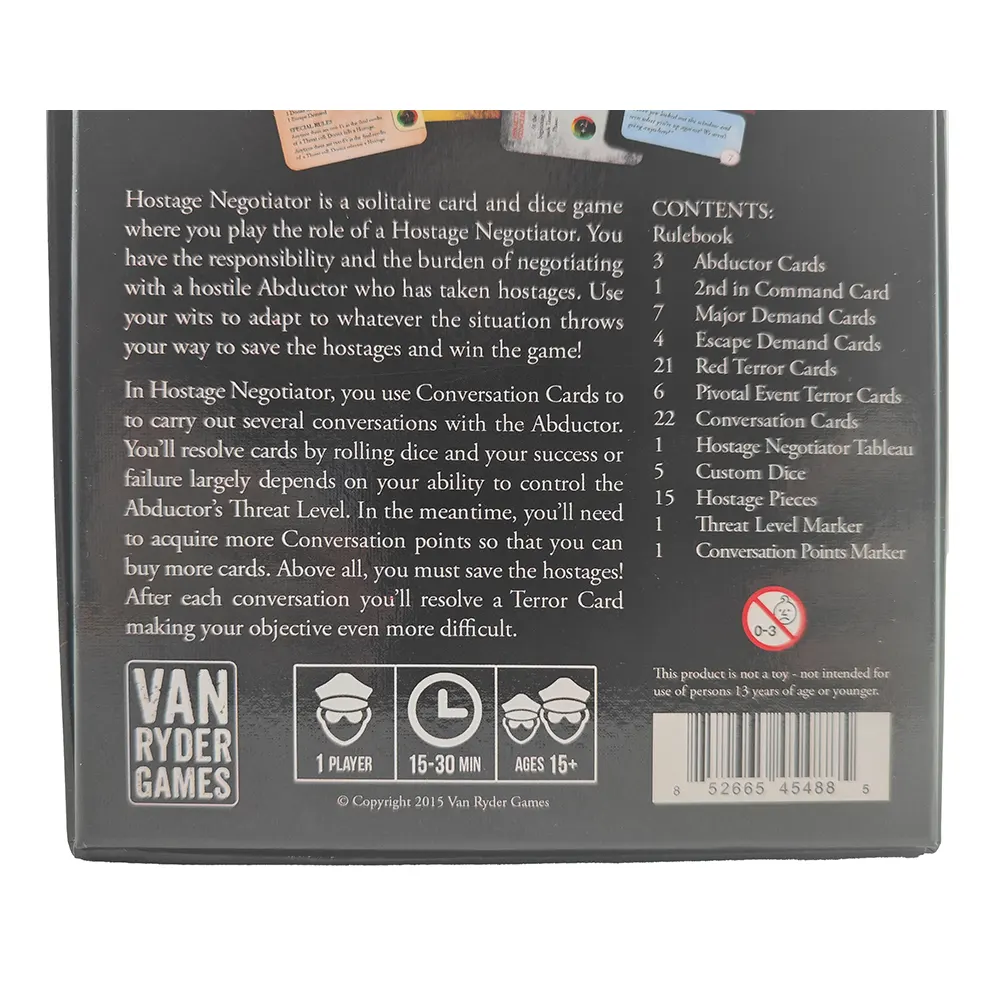 SPECIAL RULES
7
Hostage Negotiator is a solitaire card and dice game
where you play the role of a Hostage Negotiator. You
have the responsibility and the burden of negotiating
with a hostile Abductor who has taken hostages. Use
your wits to adapt to whatever the situation throws
your way to save the hostages and win the game!
In Hostage Negotiator, you use Conversation Cards to
to carry out several conversations with the Abductor.
You'll resolve cards by rolling dice and your success or
failure largely depends on your ability to control the
Abductor's Threat Level. In the meantime, you'll need
to acquire more Conversation points so that you can
buy more cards. Above all, you must save the hostages!
After each conversation you'll resolve a Terror Card
making your objective even more difficult.
CONTENTS:
Rulebook
3 Abductor Cards
1 2nd in Command Card
7 Major Demand Cards
4 Escape Demand Cards
21 Red Terror Cards
6 Pivotal Event Terror Cards
22 Conversation Cards
1 Hostage Negotiator Tableau
5 Custom Dice
15 Hostage Pieces
1 Threat Level Marker
1 Conversation Points Marker
0-3
This product is not a toy - not intended for
use of persons 13 years of age or younger.
VAN
RYDER
GAMES
1 PLAYER
15-30 MIN
AGES 15+
© Copyright 2015 Van Ryder Games
8 52665 45488 5